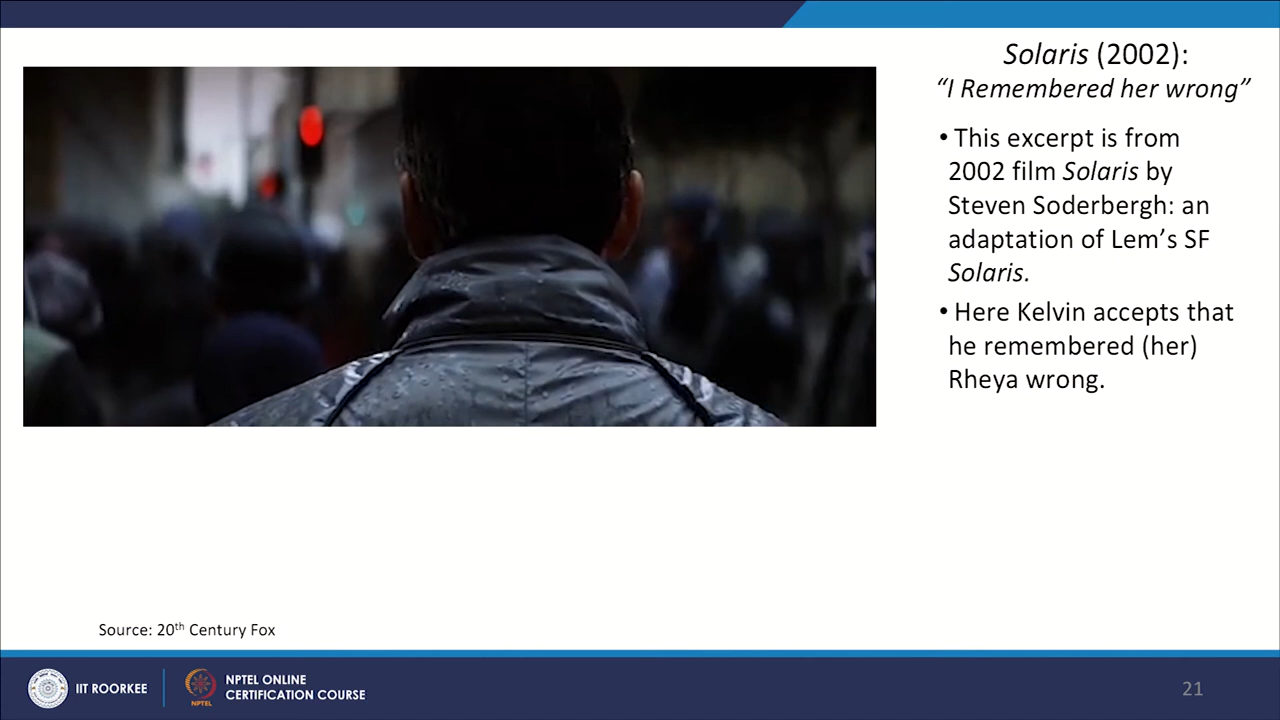 Solaris (2002):
“I Remembered her wrong”
• This excerpt is from
2002 film Solaris by
Steven Soderbergh: an
adaptation of Lem’s SF
Solaris.
• Here Kelvin accepts that
he remembered (her)
Rheya wrong.
Source: 20th Century Fox
IIT ROORKEE
NPTEL ONLINE
CERTIFICATION COURSE
NPTEL
21